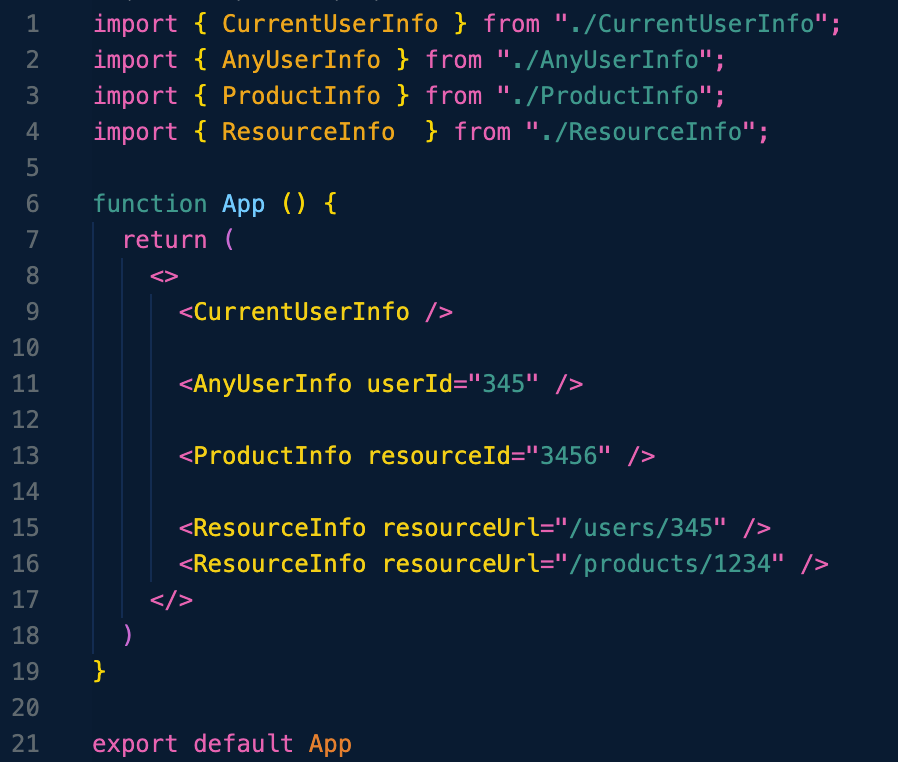 1 import { CurrentUserInfo } from "./CurrentUserInfo";
2 import { AnyUserInfo } from "./AnyUserInfo";
3 import { ProductInfo } from "./ProductInfo";
4 import { ResourceInfo  } from "./ResourceInfo";
5
6 function App () {
7   return (
8     <>
9       <CurrentUserInfo />
10
11       <AnyUserInfo userId="345" />
12
13       <ProductInfo resourceId="3456" />
14
15       <ResourceInfo resourceUrl="/users/345" />
16       <ResourceInfo resourceUrl="/products/1234" />
17     </>
18   )
19 }
20
21 export default App